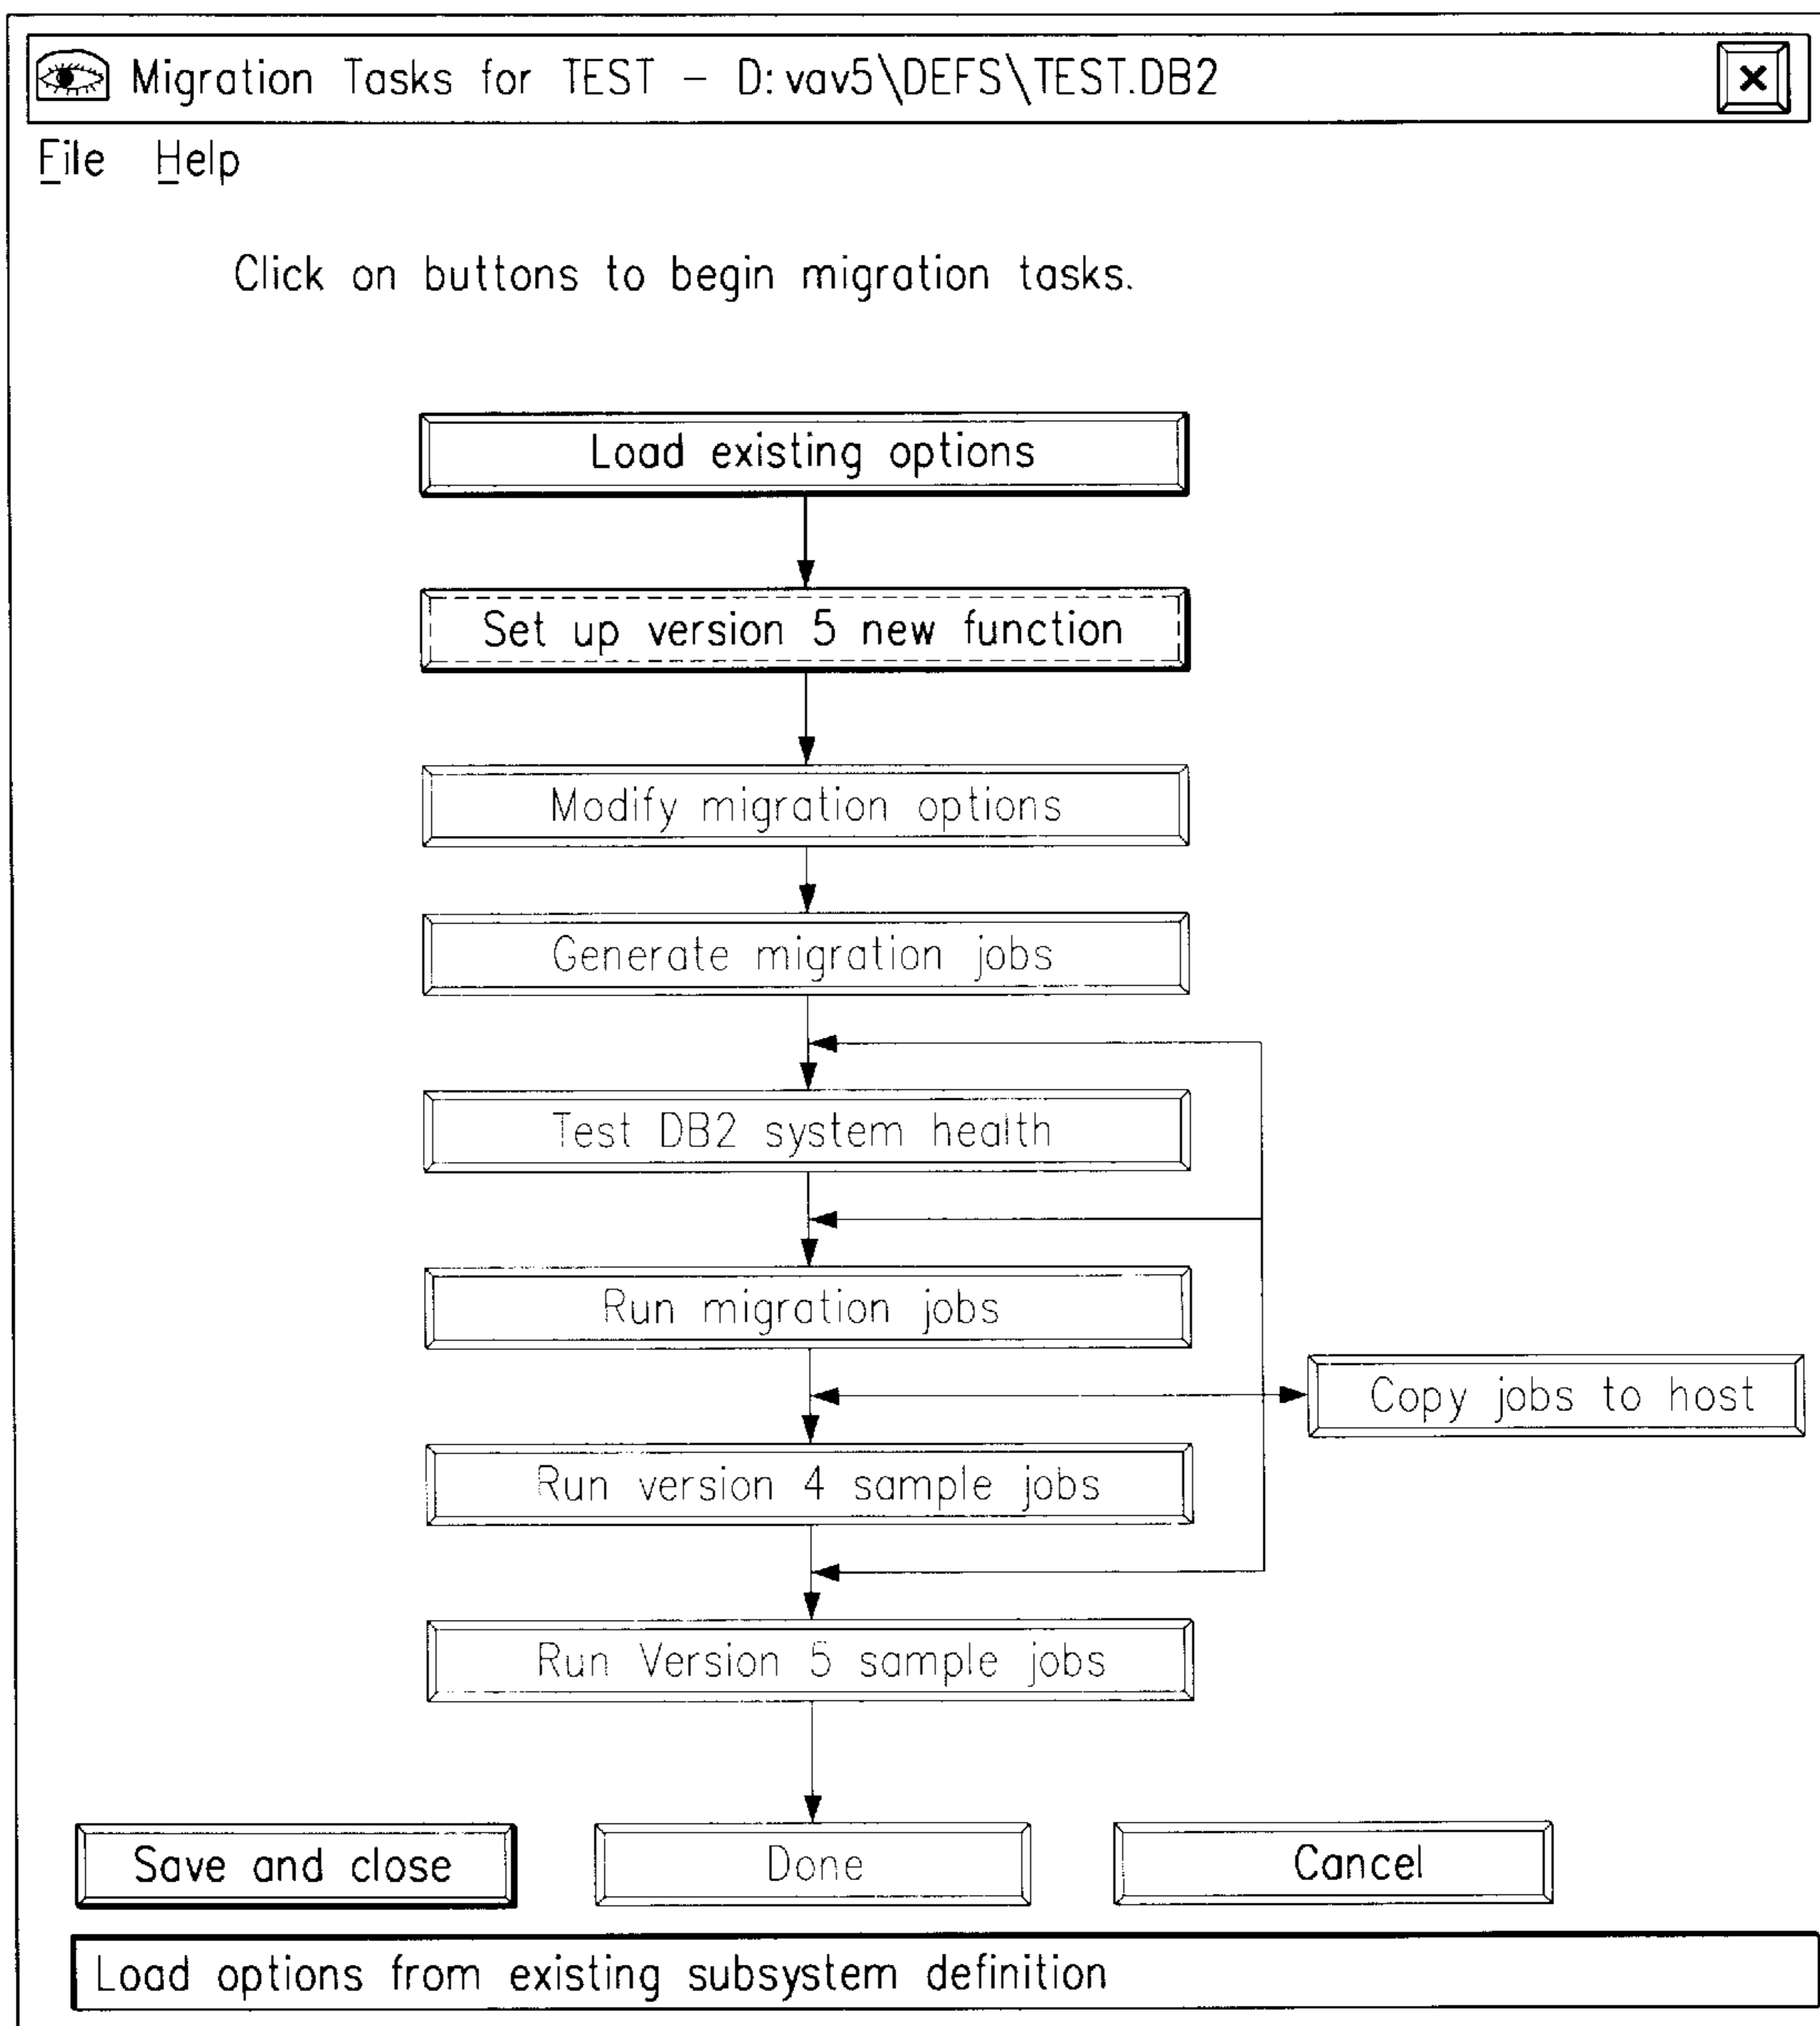 Migration Tasks for TEST – D:vav5\DEFS\TEST.DB2
File Help
Click on buttons to begin migration tasks.
Load existing options
Set up version 5 new function
Modify migration options
Generate migration jobs
Test DB2 system health
Run migration jobs
Copy jobs to host
Run version 4 sample jobs
Run Version 5 sample jobs
Save and close Done Cancel
Load options from existing subsystem definition